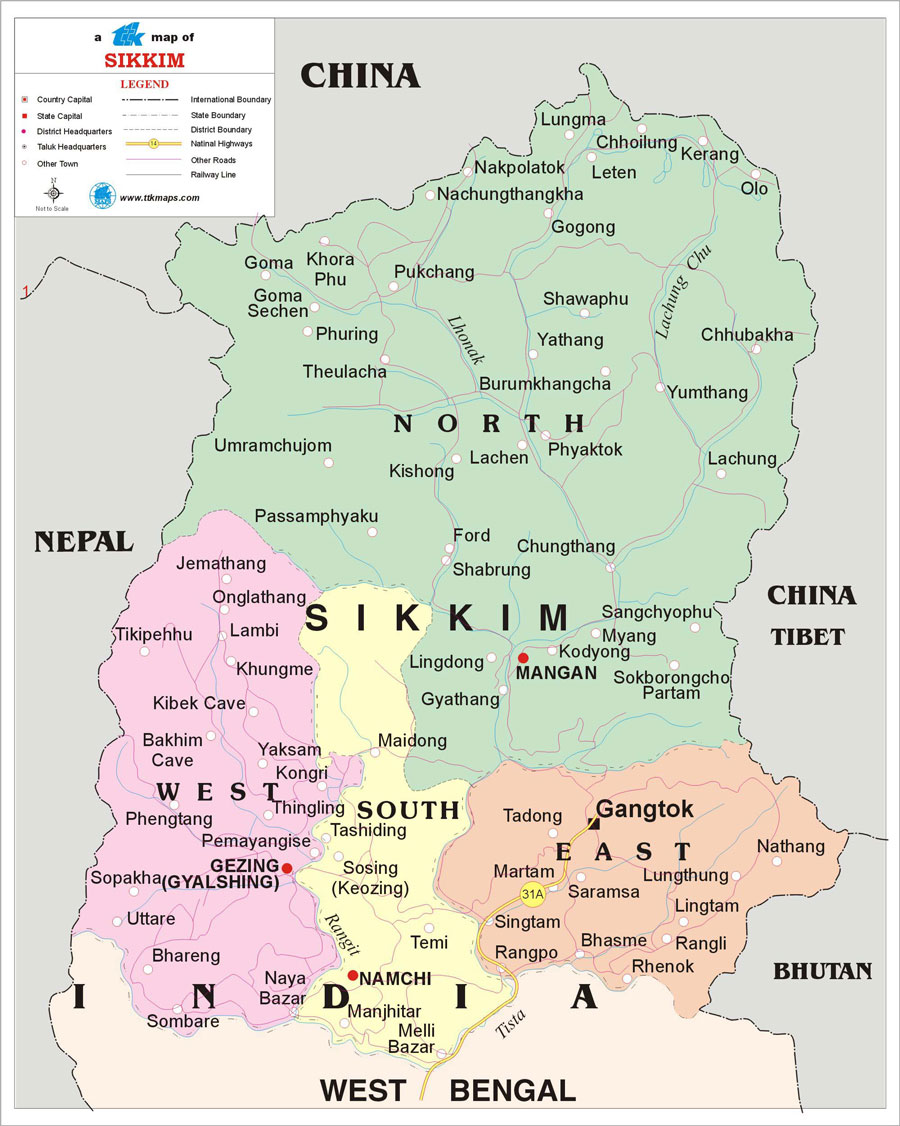 a ttk map of
SIKKIM
LEGEND
Country Capital
State Capital
District Headquarters
Taluk Headquarters
Other Town
International Boundary
State Boundary
District Boundary
14
Natinal Highways
Other Roads
Railway Line
N
Not to Scale
www.ttkmaps.com
1
CHINA
Lungma
Chhoilung
Kerang
Nakpolatok
Leten
Olo
Nachungthangkha
Gogong
Goma
Khora
Phu
Pukchang
Lachung Chu
Goma
Sechen
Shawaphu
Phuring
Lhonak
Yathang
Chhubakha
Theulacha
Burumkhangcha
Yumthang
NORTH
Umramchujom
Kishong
Lachen
Phyaktok
Lachung
Passamphyaku
Ford
Chungthang
NEPAL
Shabrung
Jemathang
Onglathang
SIKKIM
Sangchyophu
CHINA
TIBET
Tikipehhu
Lambi
Myang
Kodyong
Lingdong
MANGAN
Khungme
Sokborongcho
Partam
Gyathang
Kibek Cave
Bakhim
Cave
Yaksam
Maidong
Kongri
WEST
Thingling
SOUTH
Tadong
Gangtok
Phengtang
Tashiding
Pemayangise
EAST
Nathang
GEZING
(GYALSHING)
Sosing
(Keozing)
Martam
31A
Saramsa
Lungthung
Sopakha
Uttare
Rangit
Singtam
Lingtam
Temi
Bhasme
Rangli
Bhareng
Rangpo
Rhenok
BHUTAN
Naya
Bazar
NAMCHI
INDIA
Sombare
Manjhitar
Tista
Melli
Bazar
WEST BENGAL